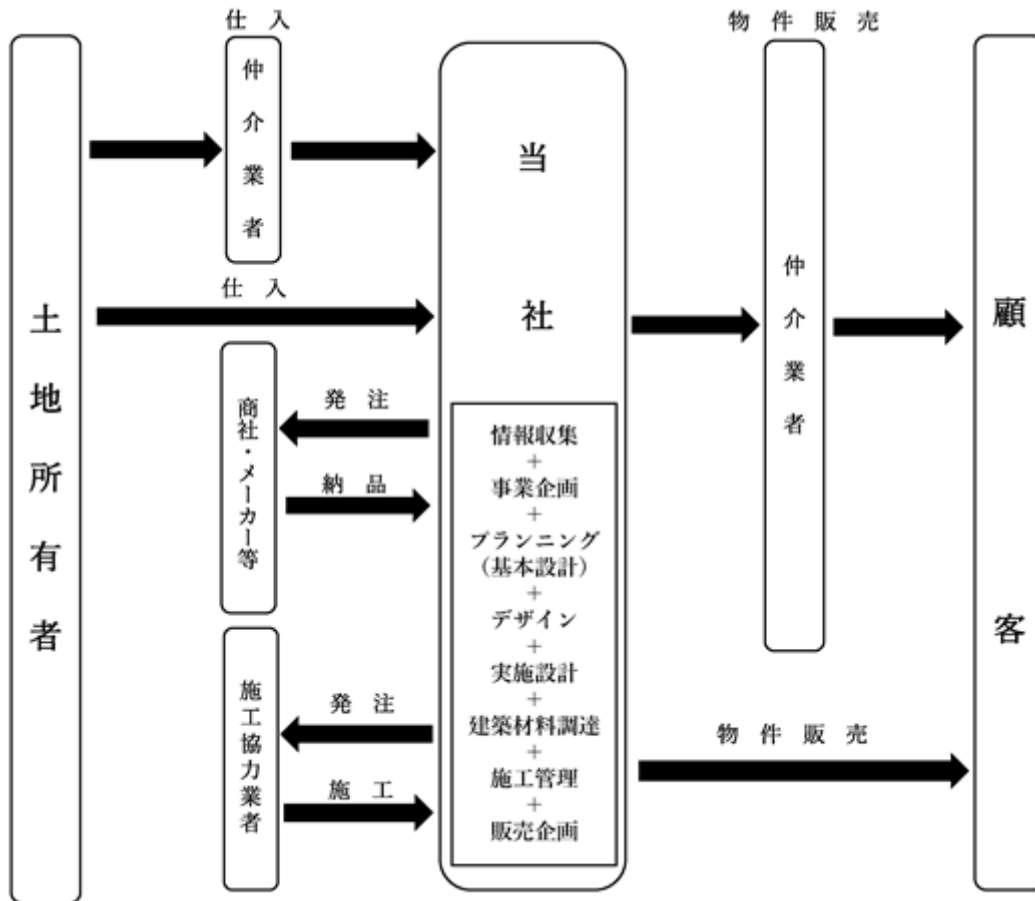 仕入
物件販売
土地所有者
仲介業者
当社
仲介業者
顧客
仕入
商社・メーカー等
発注
納品
施工協力業者
発注
施工
情報収集
+
事業企画
+
プランニング
（基本設計）
+
デザイン
+
実施設計
+
建築材料調達
+
施工管理
+
販売企画
物件販売